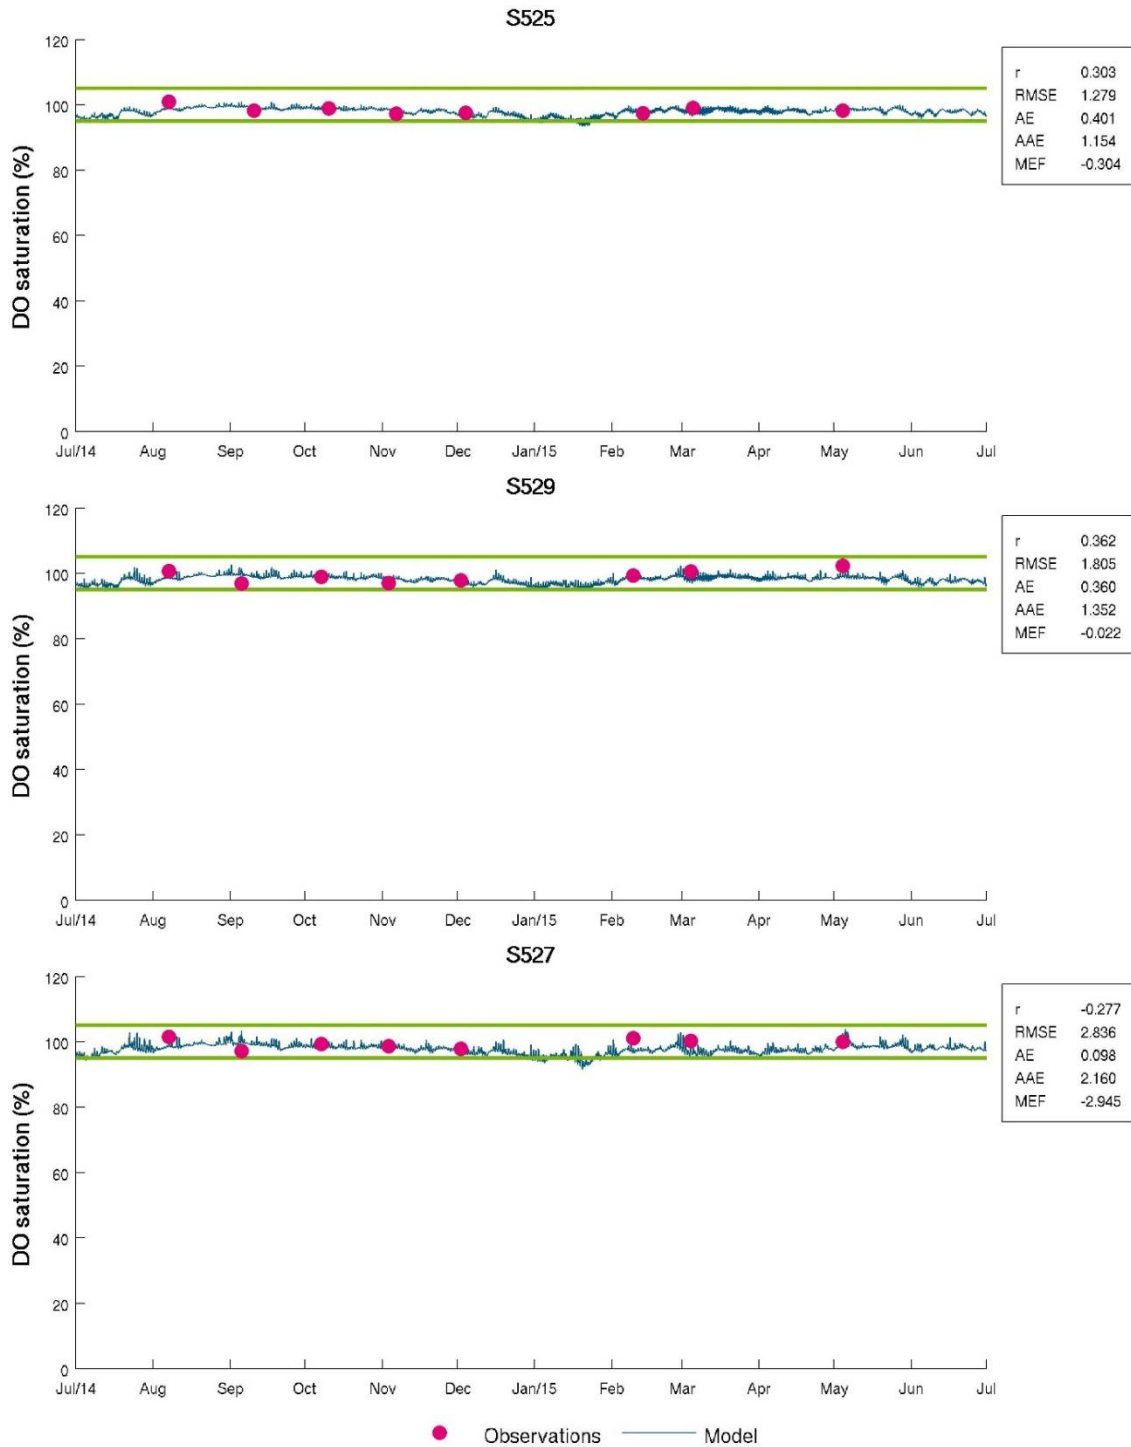 S525
120
100
80
60
40
20
0
DO saturation (%)
Jul/14 Aug Sep Oct Nov Dec Jan/15 Feb Mar Apr May Jun Jul
r 0.303
RMSE 1.279
AE 0.401
AAE 1.154
MEF -0.304
S529
120
100
80
60
40
20
0
DO saturation (%)
Jul/14 Aug Sep Oct Nov Dec Jan/15 Feb Mar Apr May Jun Jul
r 0.362
RMSE 1.805
AE 0.360
AAE 1.352
MEF -0.022
S527
120
100
80
60
40
20
0
DO saturation (%)
Jul/14 Aug Sep Oct Nov Dec Jan/15 Feb Mar Apr May Jun Jul
r -0.277
RMSE 2.836
AE 0.098
AAE 2.160
MEF -2.945
Observations Model